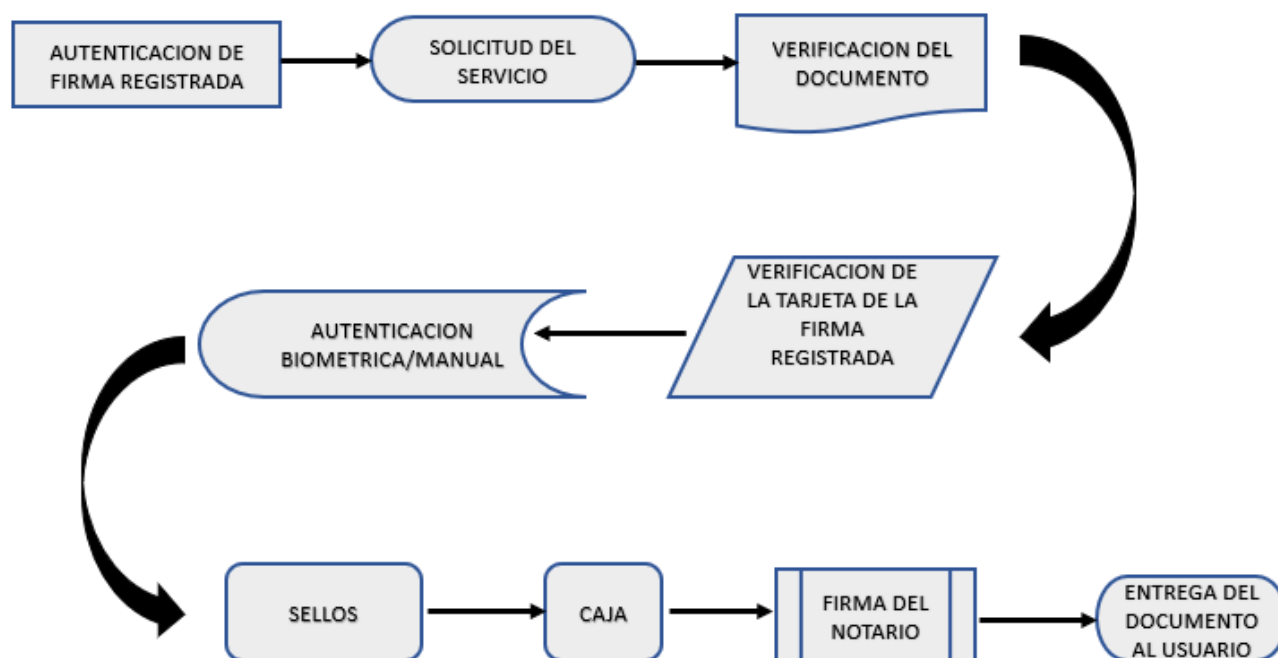 AUTENTICACION DE
FIRMA REGISTRADA
SOLICITUD DEL
SERVICIO
VERIFICACION DEL
DOCUMENTO
VERIFICACION DE
LA TARJETA DE LA
FIRMA
REGISTRADA
AUTENTICACION
BIOMETRICA/MANUAL
SELLOS
CAJA
FIRMA DEL
NOTARIO
ENTREGA DEL
DOCUMENTO
AL USUARIO